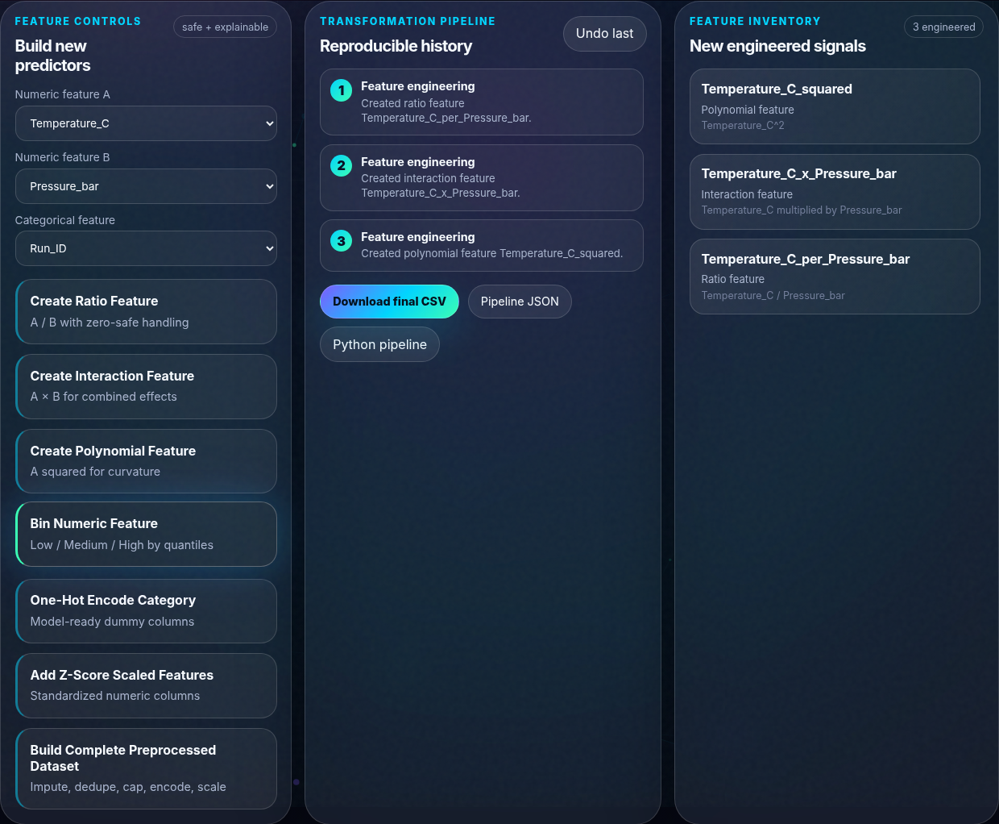 FEATURE CONTROLS
safe + explainable
Build new
predictors
Numeric feature A
Temperature_C
Numeric feature B
Pressure_bar
Categorical feature
Run_ID
Create Ratio Feature
A / B with zero-safe handling
Create Interaction Feature
A × B for combined effects
Create Polynomial Feature
A squared for curvature
Bin Numeric Feature
Low / Medium / High by quantiles
One-Hot Encode Category
Model-ready dummy columns
Add Z-Score Scaled Features
Standardized numeric columns
Build Complete Preprocessed
Dataset
Impute, dedupe, cap, encode, scale
TRANSFORMATION PIPELINE
Reproducible history
Undo last
1
Feature engineering
Created ratio feature
Temperature_C_per_Pressure_bar.
2
Feature engineering
Created interaction feature
Temperature_C_x_Pressure_bar.
3
Feature engineering
Created polynomial feature Temperature_C_squared.
Download final CSV
Pipeline JSON
Python pipeline
FEATURE INVENTORY
3 engineered
New engineered signals
Temperature_C_squared
Polynomial feature
Temperature_C^2
Temperature_C_x_Pressure_bar
Interaction feature
Temperature_C multiplied by Pressure_bar
Temperature_C_per_Pressure_bar
Ratio feature
Temperature_C / Pressure_bar